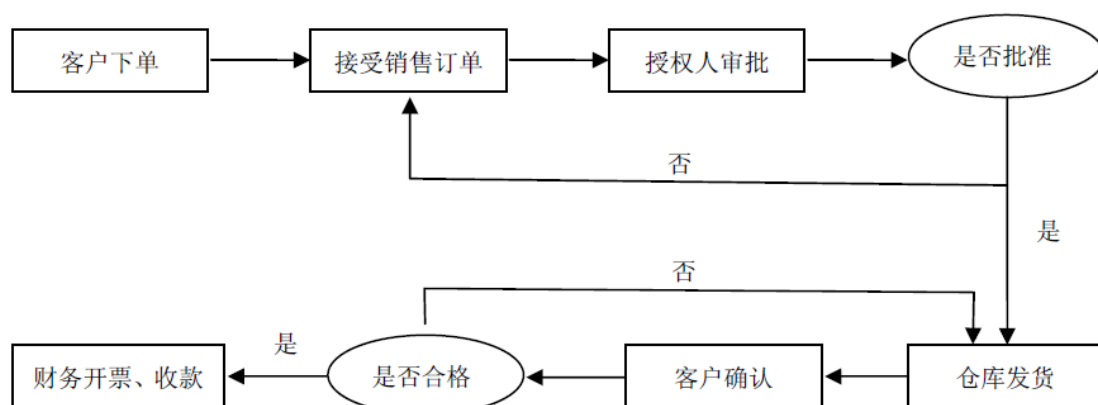 客户下单
接受销售订单
授权人审批
是否批准
否
是
否
是
财务开票、收款
是否合格
客户确认
仓库发货